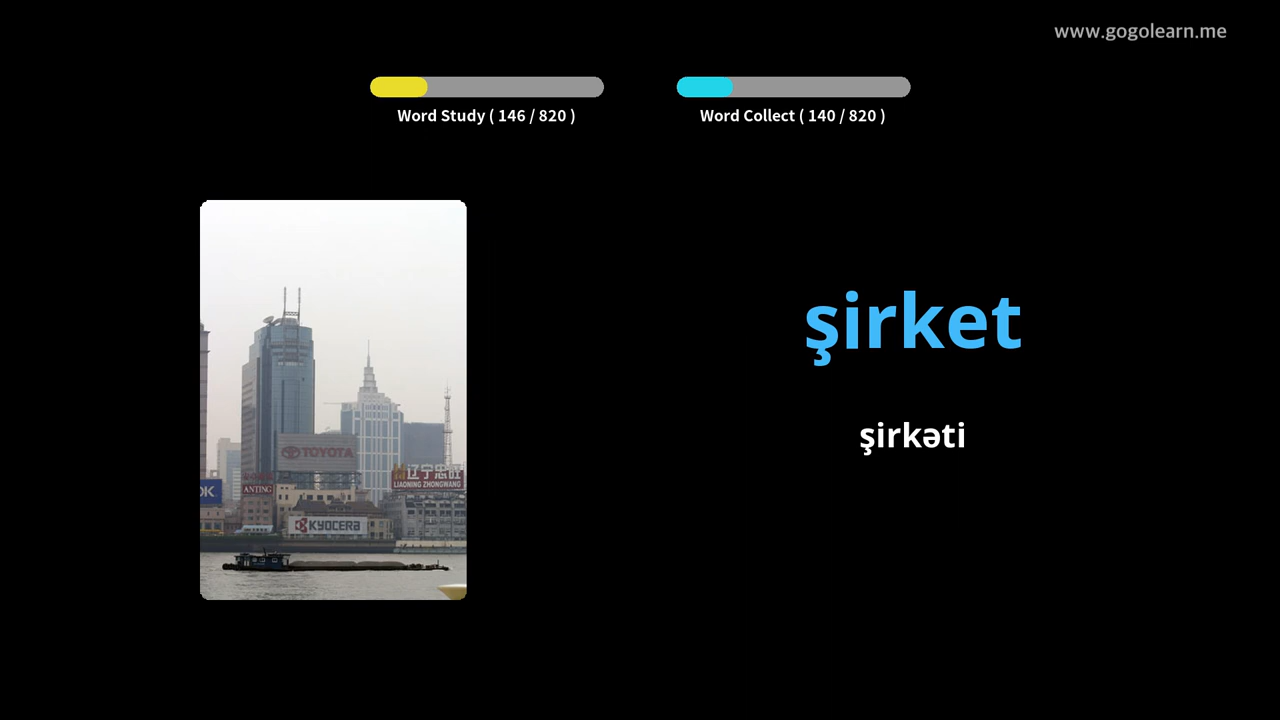 www.gogolearn.me
Word Study ( 146 / 820 )
Word Collect ( 140 / 820 )
şirket
şirkəti
TOYOTA
辽宁忠旺
LIAONING ZHONGWANG
OK
ANTING
KYOCERA